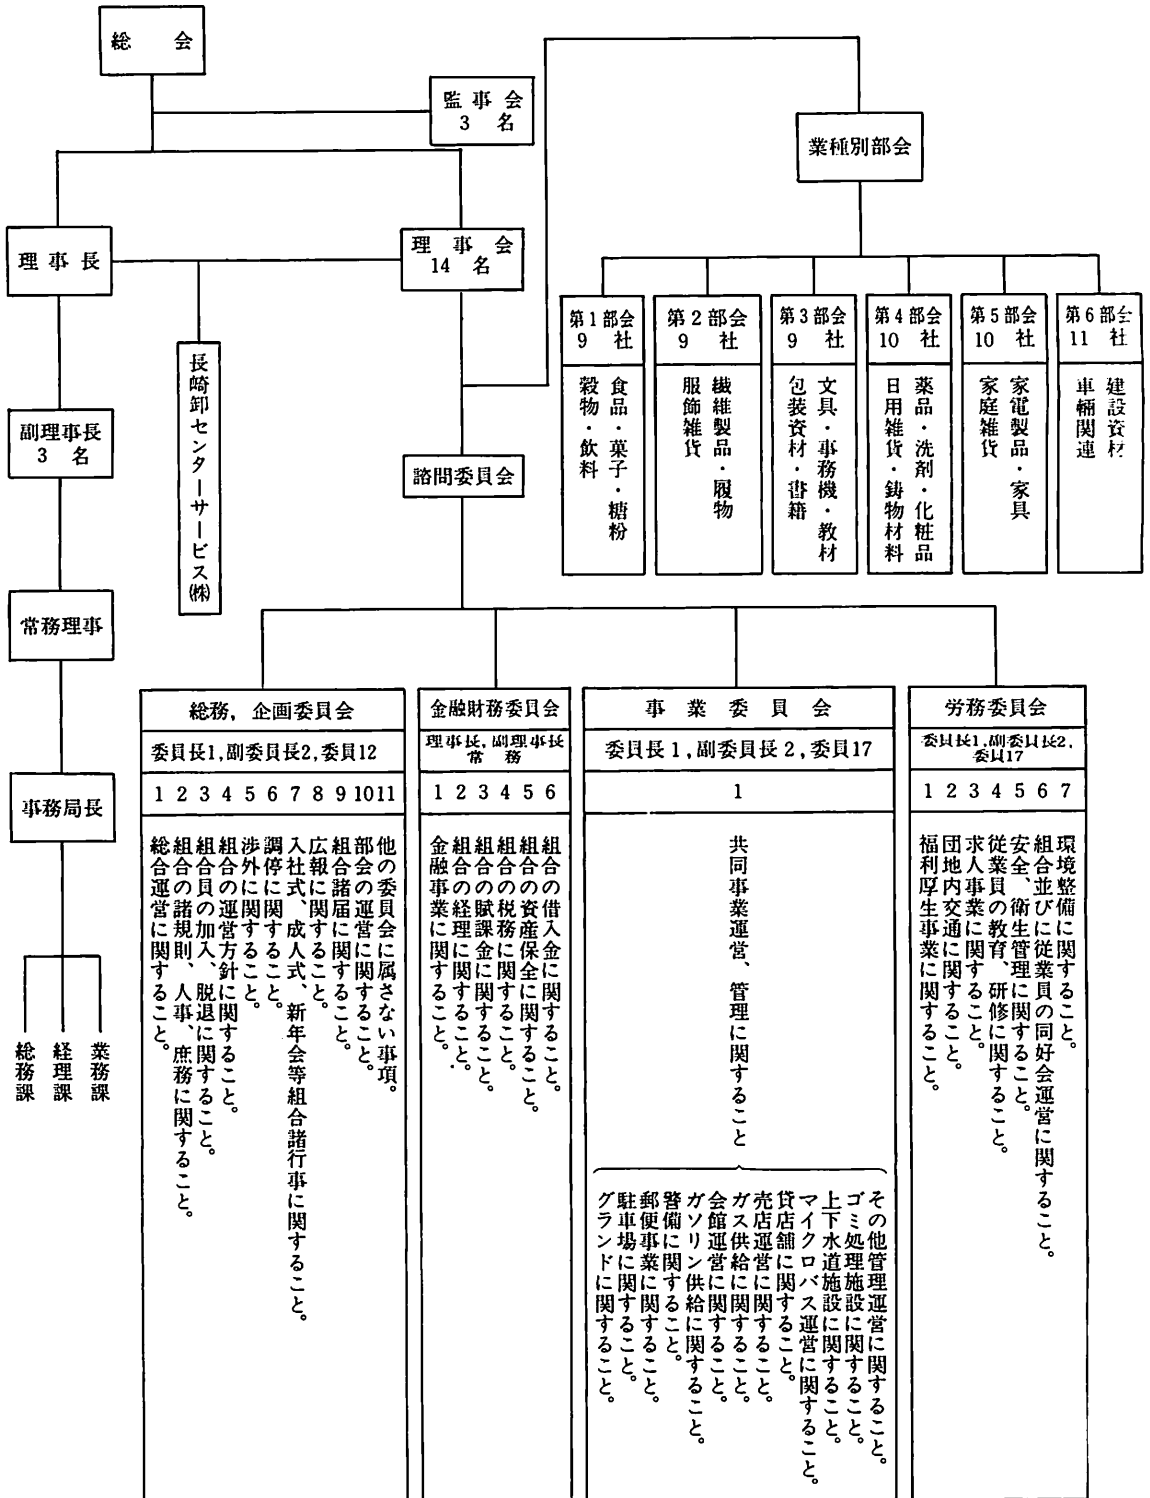 総 会
監事会
3 名
理事長
理 事 会
14 名
長崎卸センターサービス㈱
副理事長
3 名
諮問委員会
常務理事
事務局長
総務課
経理課
業務課
業種別部会
第1部会
9 社
食品・菓子・糖粉
穀物・飲料
第2部会
9 社
繊維製品・履物
服飾雑貨
第3部会
9 社
文具・事務機・教材
包装資材・書籍
第4部会
10 社
薬品・洗剤・化粧品
日用雑貨・鋳物材料
第5部会
10 社
家電製品・家具
家庭雑貨
第6部会
11 社
建設資材
車輛関連
総務，企画委員会
委員長1,副委員長2,委員12
1 2 3 4 5 6 7 8 9 10 11
総合運営に関すること。
組合の諸規則、人事、庶務に関すること。
組合員の加入、脱退に関すること。
組合の運営方針に関すること。
渉外に関すること。
調停に関すること。
入社式、成人式、新年会等組合諸行事に関すること。
広報に関すること。
組合諸届に関すること。
部会の運営に関すること。
他の委員会に属さない事項。
金融財務委員会
理事長，副理事長
常 務
1 2 3 4 5 6
金融事業に関すること。
組合の経理に関すること。
組合の賦課金に関すること。
組合の税務に関すること。
組合の資産保全に関すること。
組合の借入金に関すること。
事 業 委 員 会
委員長1,副委員長2,委員17
1
共同事業運営、管理に関すること
グランドに関すること。
駐車場に関すること。
郵便事業に関すること。
警備に関すること。
ガソリン供給に関すること。
会館運営に関すること。
ガス供給に関すること。
売店運営に関すること。
貸店舗に関すること。
マイクロバス運営に関すること。
上下水道施設に関すること。
ゴミ処理施設に関すること。
その他管理運営に関すること。
労務委員会
委員長1,副委員長2,
委員17
1 2 3 4 5 6 7
福利厚生事業に関すること。
団地内交通に関すること。
求人事業に関すること。
従業員の教育、研修に関すること。
安全、衛生管理に関すること。
組合並びに従業員の同好会運営に関すること。
環境整備に関すること。